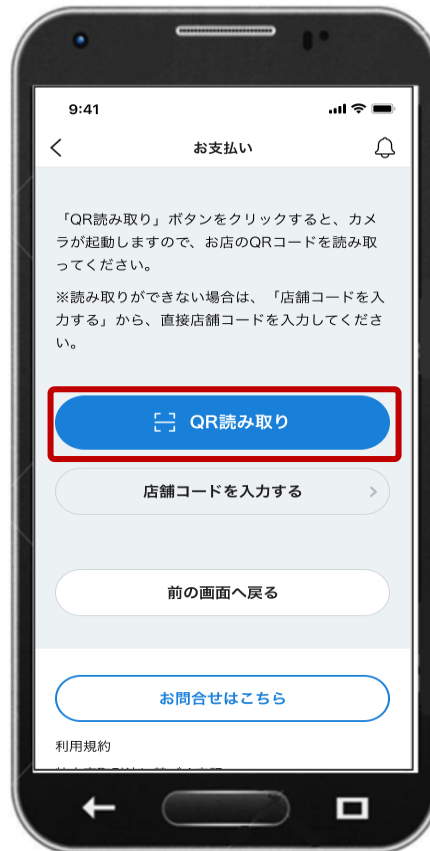 9:41
お支払い
「QR読み取り」ボタンをクリックすると、カメ
ラが起動しますので、お店のQRコードを読み取
ってください。
※読み取りができない場合は、「店舗コードを入
力する」から、直接店舗コードを入力してくださ
い。
QR読み取り
店舗コードを入力する
前の画面へ戻る
お問合せはこちら
利用規約